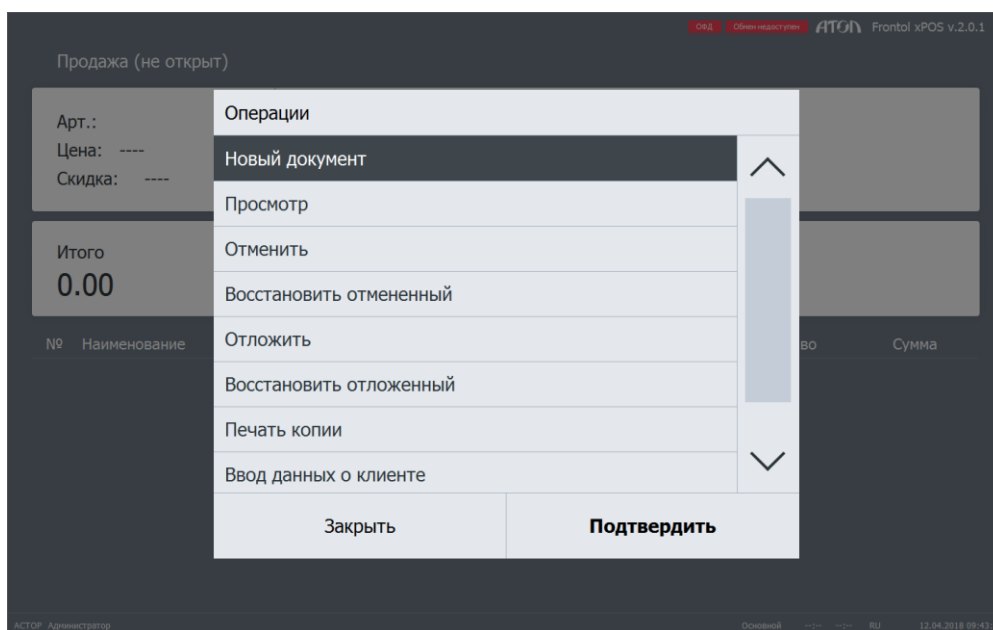 ОФД Обмен недоступен АТОЛ Frontol xPOS v.2.0.1
Продажа (не открыт)
Арт.:
Цена: ----
Скидка: ----
Итого
0.00
№ Наименование во Сумма
Операции
Новый документ
Просмотр
Отменить
Восстановить отмененный
Отложить
Восстановить отложенный
Печать копии
Ввод данных о клиенте
Закрыть Подтвердить
АСТОР Администратор Основной --:-- --:-- RU 12.04.2018 09:43: